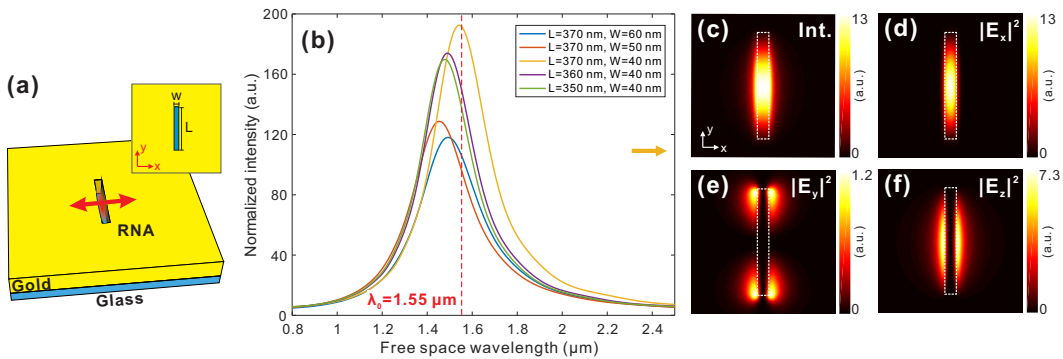 (a)
W
L
y
x
RNA
Gold
Glass
(b)
Normalized intensity (a.u.)
200
160
120
80
40
0
L=370 nm, W=60 nm
L=370 nm, W=50 nm
L=370 nm, W=40 nm
L=360 nm, W=40 nm
L=350 nm, W=40 nm
λ₀=1.55 μm
0.8 1 1.2 1.4 1.6 1.8 2 2.2 2.4
Free space wavelength (μm)
(c) Int.
y
x
13
(a.u.)
0
(d) |Eₓ|²
13
(a.u.)
0
(e) |Eᵧ|²
1.2
(a.u.)
0
(f) |E_z|²
7.3
(a.u.)
0